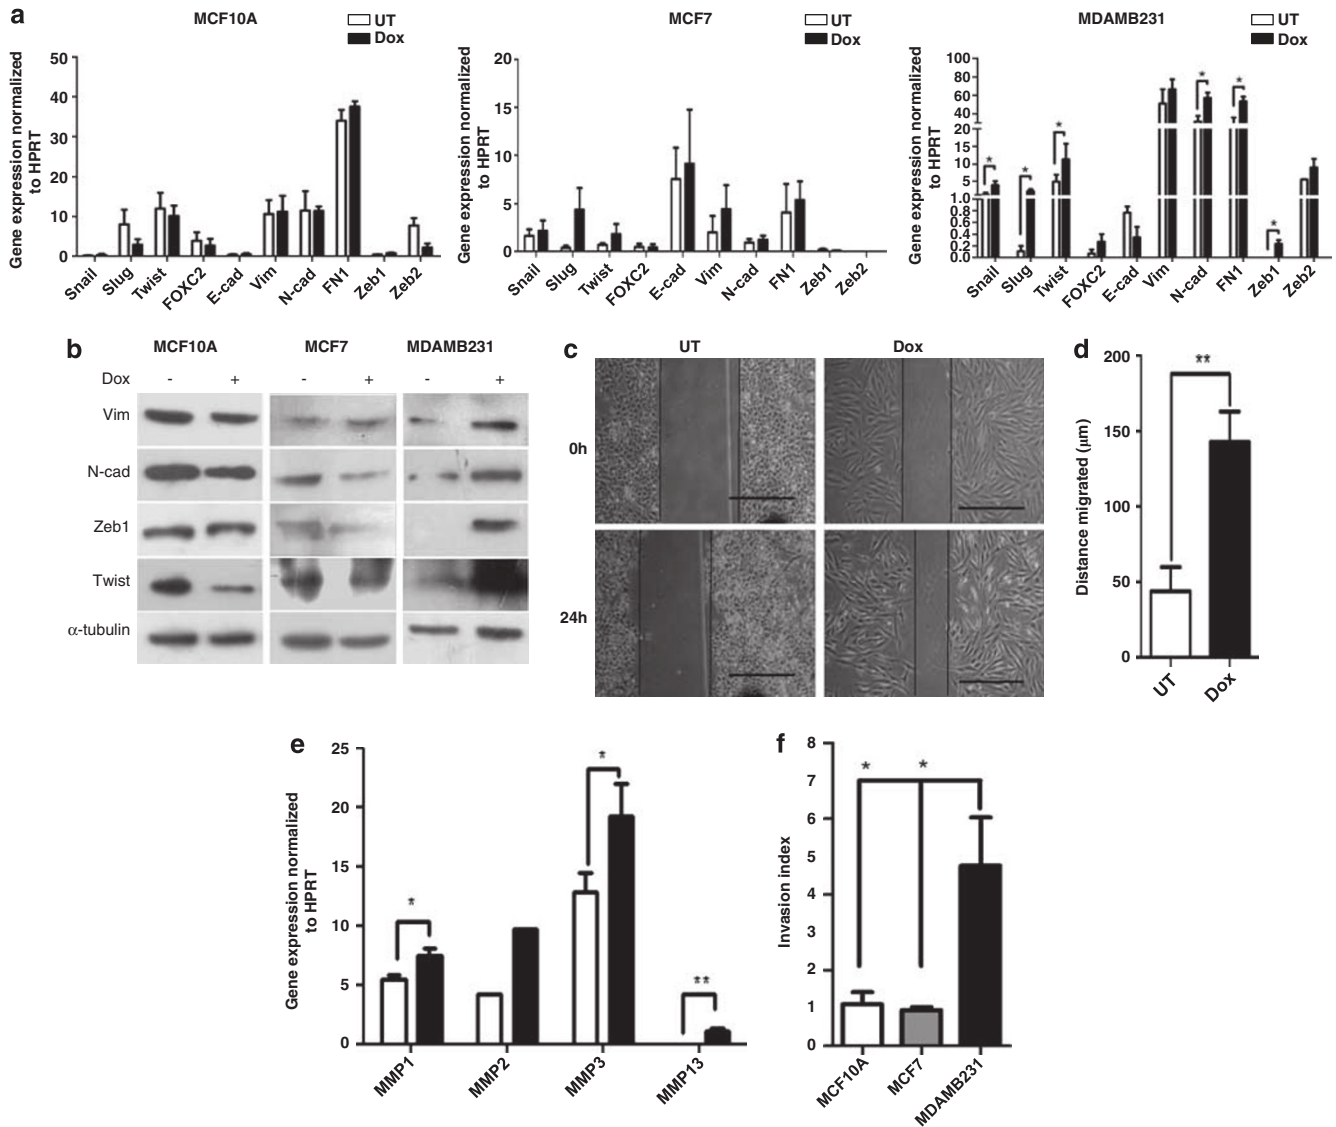 a
MCF10A
UT
Dox
Gene expression normalized
to HPRT
50
40
30
20
10
0
Snail
Slug
Twist
FOXC2
E-cad
Vim
N-cad
FN1
Zeb1
Zeb2
MCF7
UT
Dox
Gene expression normalized
to HPRT
20
15
10
5
0
Snail
Slug
Twist
FOXC2
E-cad
Vim
N-cad
FN1
Zeb1
Zeb2
MDAMB231
UT
Dox
Gene expression normalized
to HPRT
100
80
60
40
20
15
10
5
1.0
0.8
0.6
0.4
0.2
0.0
* * * * * *
Snail
Slug
Twist
FOXC2
E-cad
Vim
N-cad
FN1
Zeb1
Zeb2
b
MCF10A MCF7 MDAMB231
Dox - + - + - +
Vim
N-cad
Zeb1
Twist
α-tubulin
c
UT Dox
0h
24h
d
Distance migrated (μm)
200
150
100
50
0
**
UT
Dox
e
Gene expression normalized
to HPRT
25
20
15
10
5
0
* * **
MMP1
MMP2
MMP3
MMP13
f
Invasion index
8
7
6
5
4
3
2
1
0
* *
MCF10A
MCF7
MDAMB231